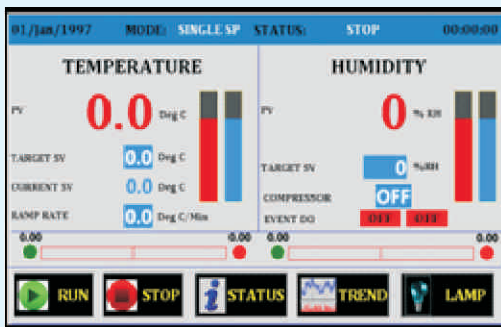 01/Jan/1997 MODE: SINGLE SP STATUS: STOP 00:00:00
TEMPERATURE HUMIDITY
PV 0.0 Deg C PV 0 % RH
TARGET SV 0.0 Deg C TARGET SV 0 %RH
CURRENT SV 0.0 Deg C COMPRESSOR OFF
RAMP RATE 0.0 Deg C/Min EVENT DO OFF OFF
0.00 0.00 0.00 0.00
RUN STOP STATUS TREND LAMP